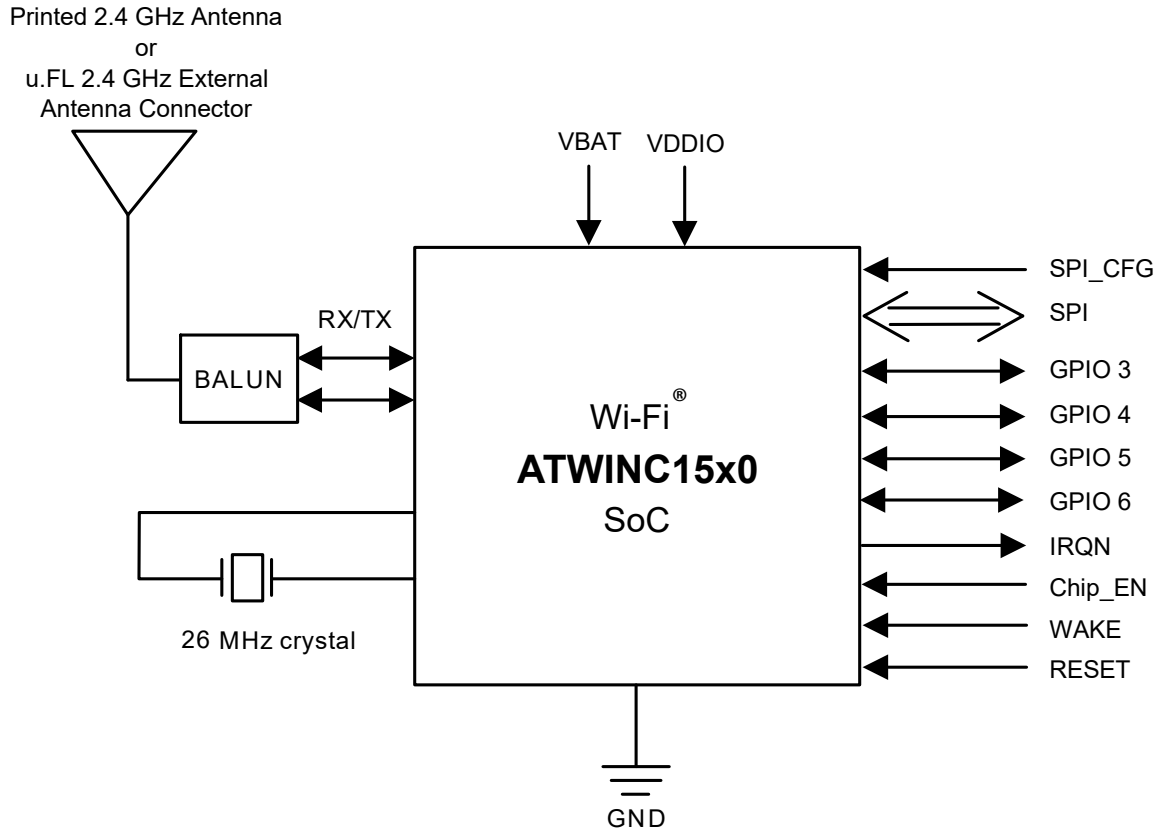 Printed 2.4 GHz Antenna
or
u.FL 2.4 GHz External
Antenna Connector
VBAT
VDDIO
RX/TX
BALUN
26 MHz crystal
Wi-Fi®
ATWINC15x0
SoC
SPI_CFG
SPI
GPIO 3
GPIO 4
GPIO 5
GPIO 6
IRQN
Chip_EN
WAKE
RESET
GND